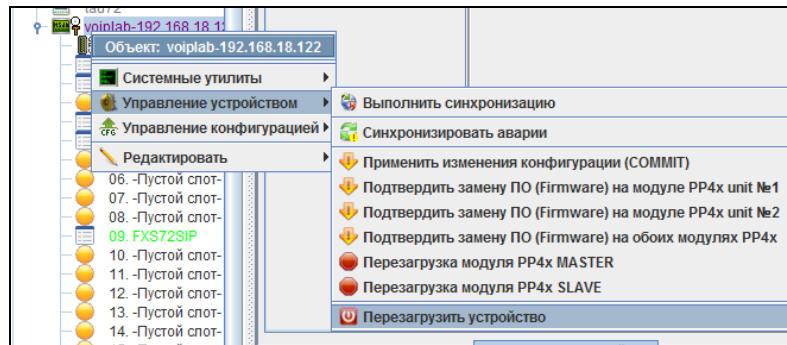 tau72
voiplab-192.168.18.1
Объект: voiplab-192.168.18.122
Системные утилиты
Управление устройством
CFG Управление конфигурацией
Редактировать
Выполнить синхронизацию
Синхронизировать аварии
Применить изменения конфигурации (COMMIT)
Подтвердить замену ПО (Firmware) на модуле PP4x unit №1
Подтвердить замену ПО (Firmware) на модуле PP4x unit №2
Подтвердить замену ПО (Firmware) на обоих модулях PP4x
Перезагрузка модуля PP4x MASTER
Перезагрузка модуля PP4x SLAVE
Перезагрузить устройство
06. -Пустой слот-
07. -Пустой слот-
08. -Пустой слот-
09. FXS72SIP
10. -Пустой слот-
11. -Пустой слот-
12. -Пустой слот-
13. -Пустой слот-
14. -Пустой слот-